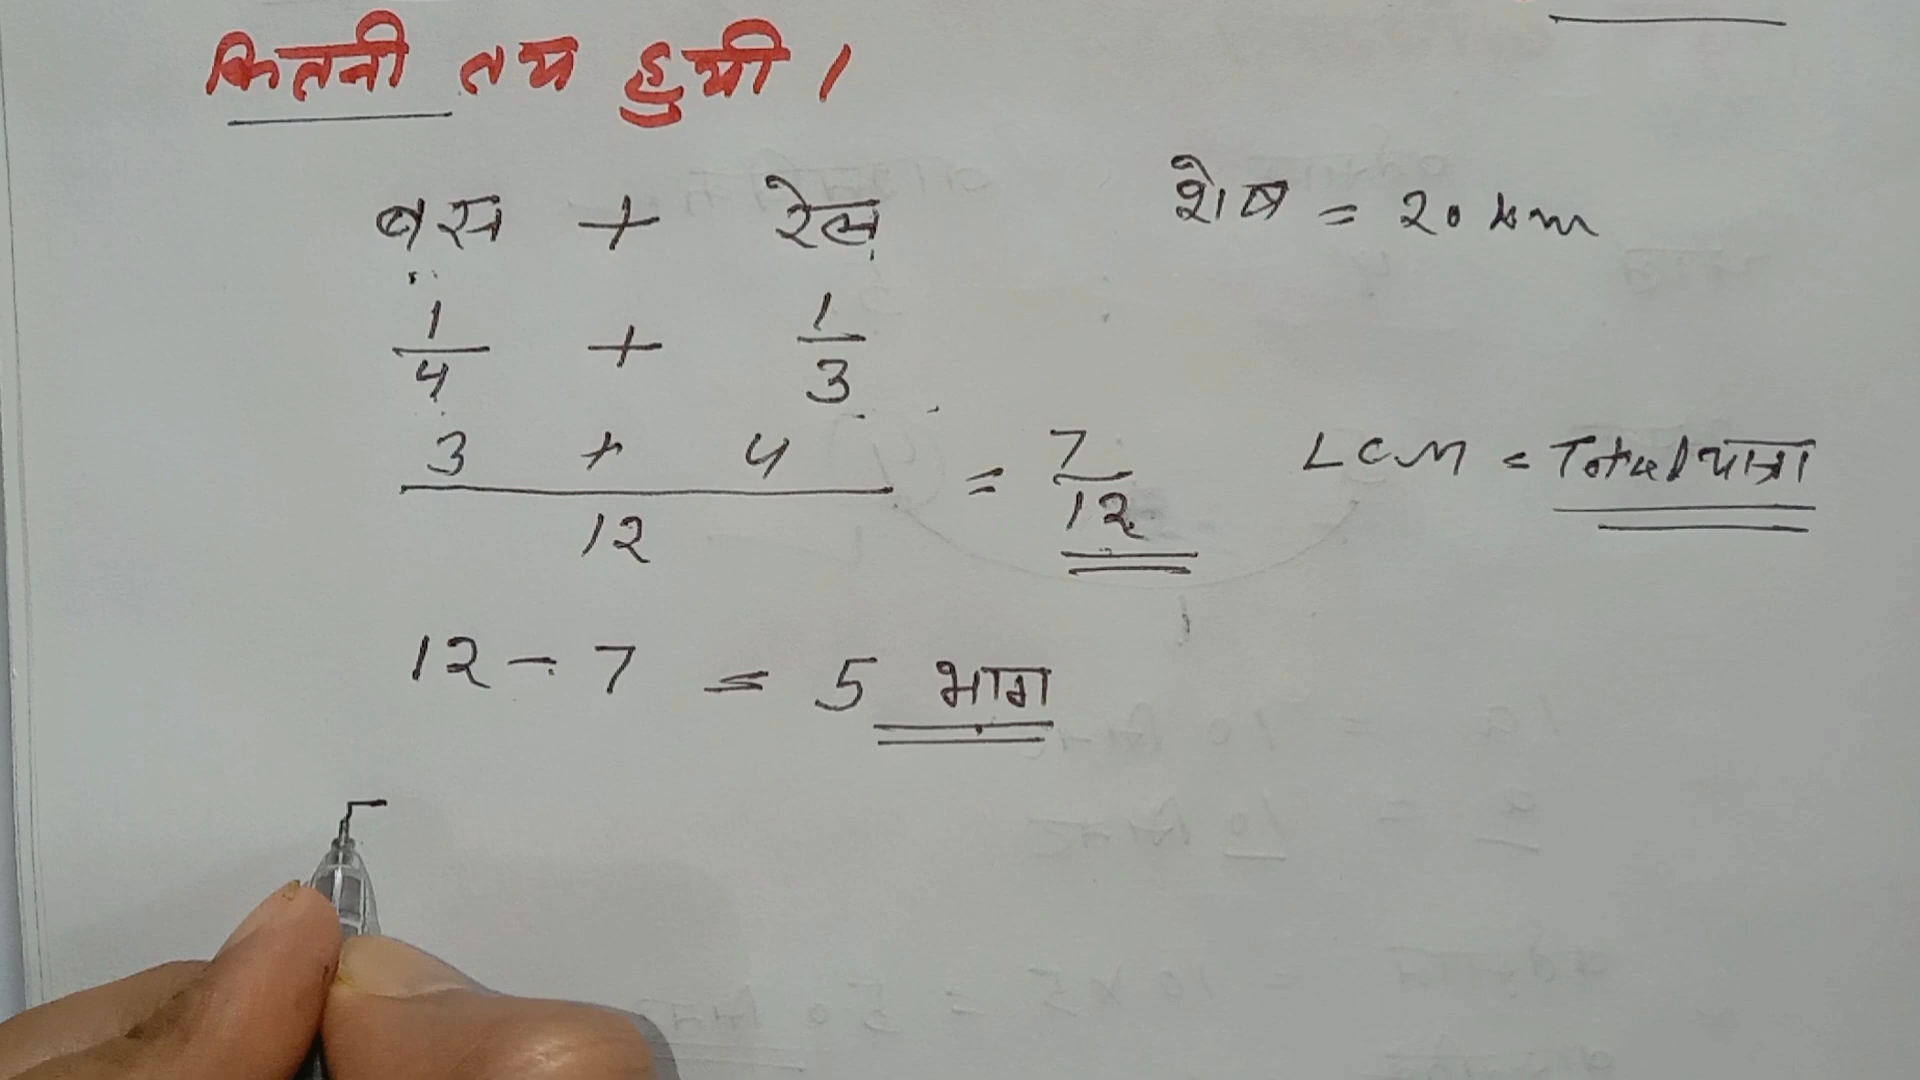 कितनी तय हुयी।
बस + रेल
शेष = 20 km
1/4 + 1/3
3 + 4 / 12 = 7/12
LCM = Total यात्रा
12 - 7 = 5 भाग